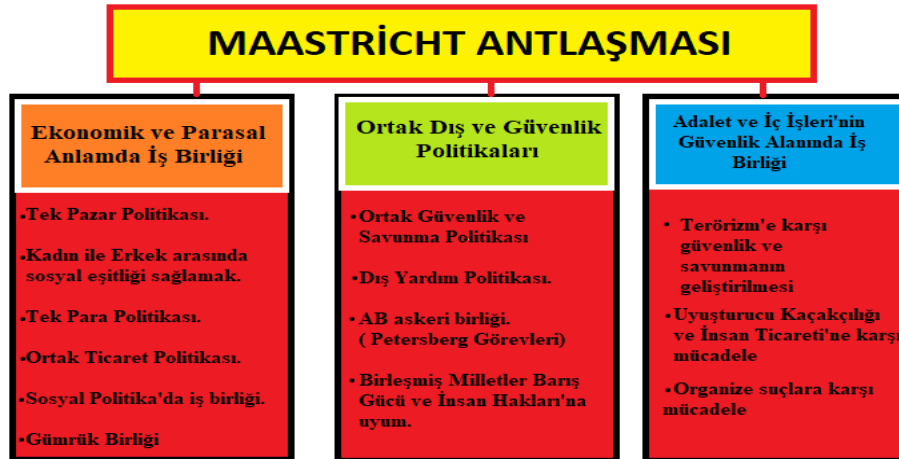 MAASTRİCHT ANTLAŞMASI
Ekonomik ve Parasal
Anlamda İş Birliği
•Tek Pazar Politikası.
•Kadın ile Erkek arasında
sosyal eşitliği sağlamak.
•Tek Para Politikası.
•Ortak Ticaret Politikası.
•Sosyal Politika'da iş birliği.
•Gümrük Birliği
Ortak Dış ve Güvenlik
Politikaları
•Ortak Güvenlik ve
Savunma Politikası
•Dış Yardım Politikası.
•AB askeri birliği.
( Petersberg Görevleri)
•Birleşmiş Milletler Barış
Gücü ve İnsan Hakları'na
uyum.
Adalet ve İç İşleri'nin
Güvenlik Alanında İş
Birliği
• Terörizm'e karşı
güvenlik ve
savunmanın
geliştirilmesi
•Uyuşturucu Kaçakçılığı
ve İnsan Ticareti'ne karşı
mücadele
•Organize suçlara karşı
mücadele